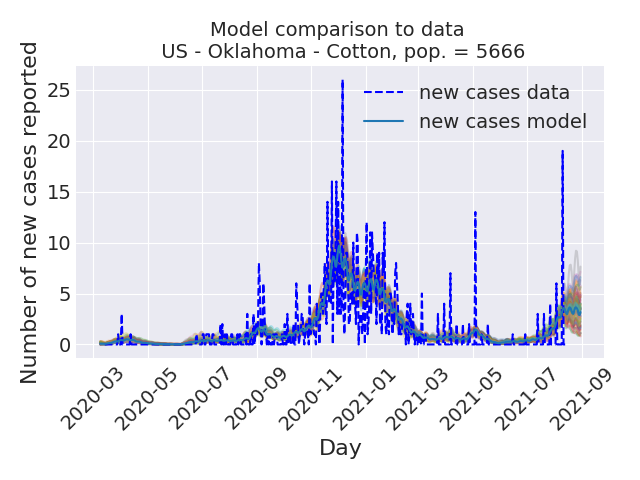 Model comparison to data
US - Oklahoma - Cotton, pop. = 5666
Number of new cases reported
25
20
15
10
5
0
new cases data
new cases model
2020-03
2020-05
2020-07
2020-09
2020-11
2021-01
2021-03
2021-05
2021-07
2021-09
Day